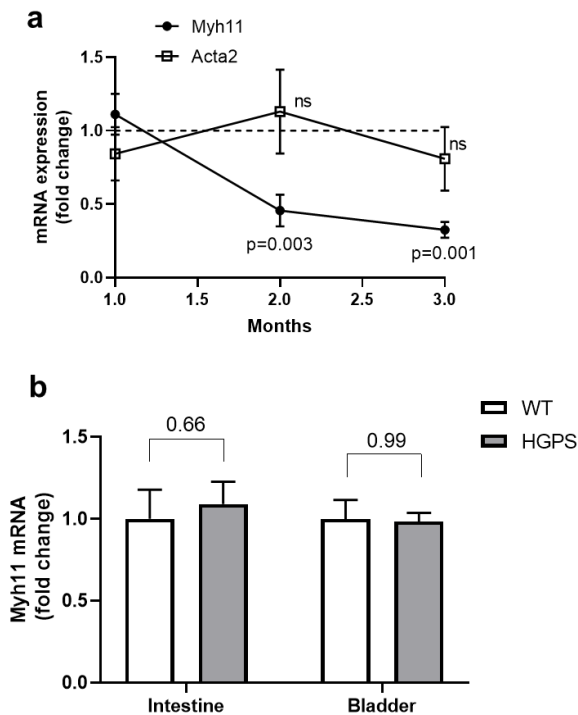 a
Myh11
Acta2
mRNA expression
(fold change)
1.5
1.0
0.5
0.0
ns
ns
p=0.003
p=0.001
1.0 1.5 2.0 2.5 3.0
Months
b
WT
HGPS
Myh11 mRNA
(fold change)
1.5
1.0
0.5
0.0
0.66
0.99
Intestine Bladder